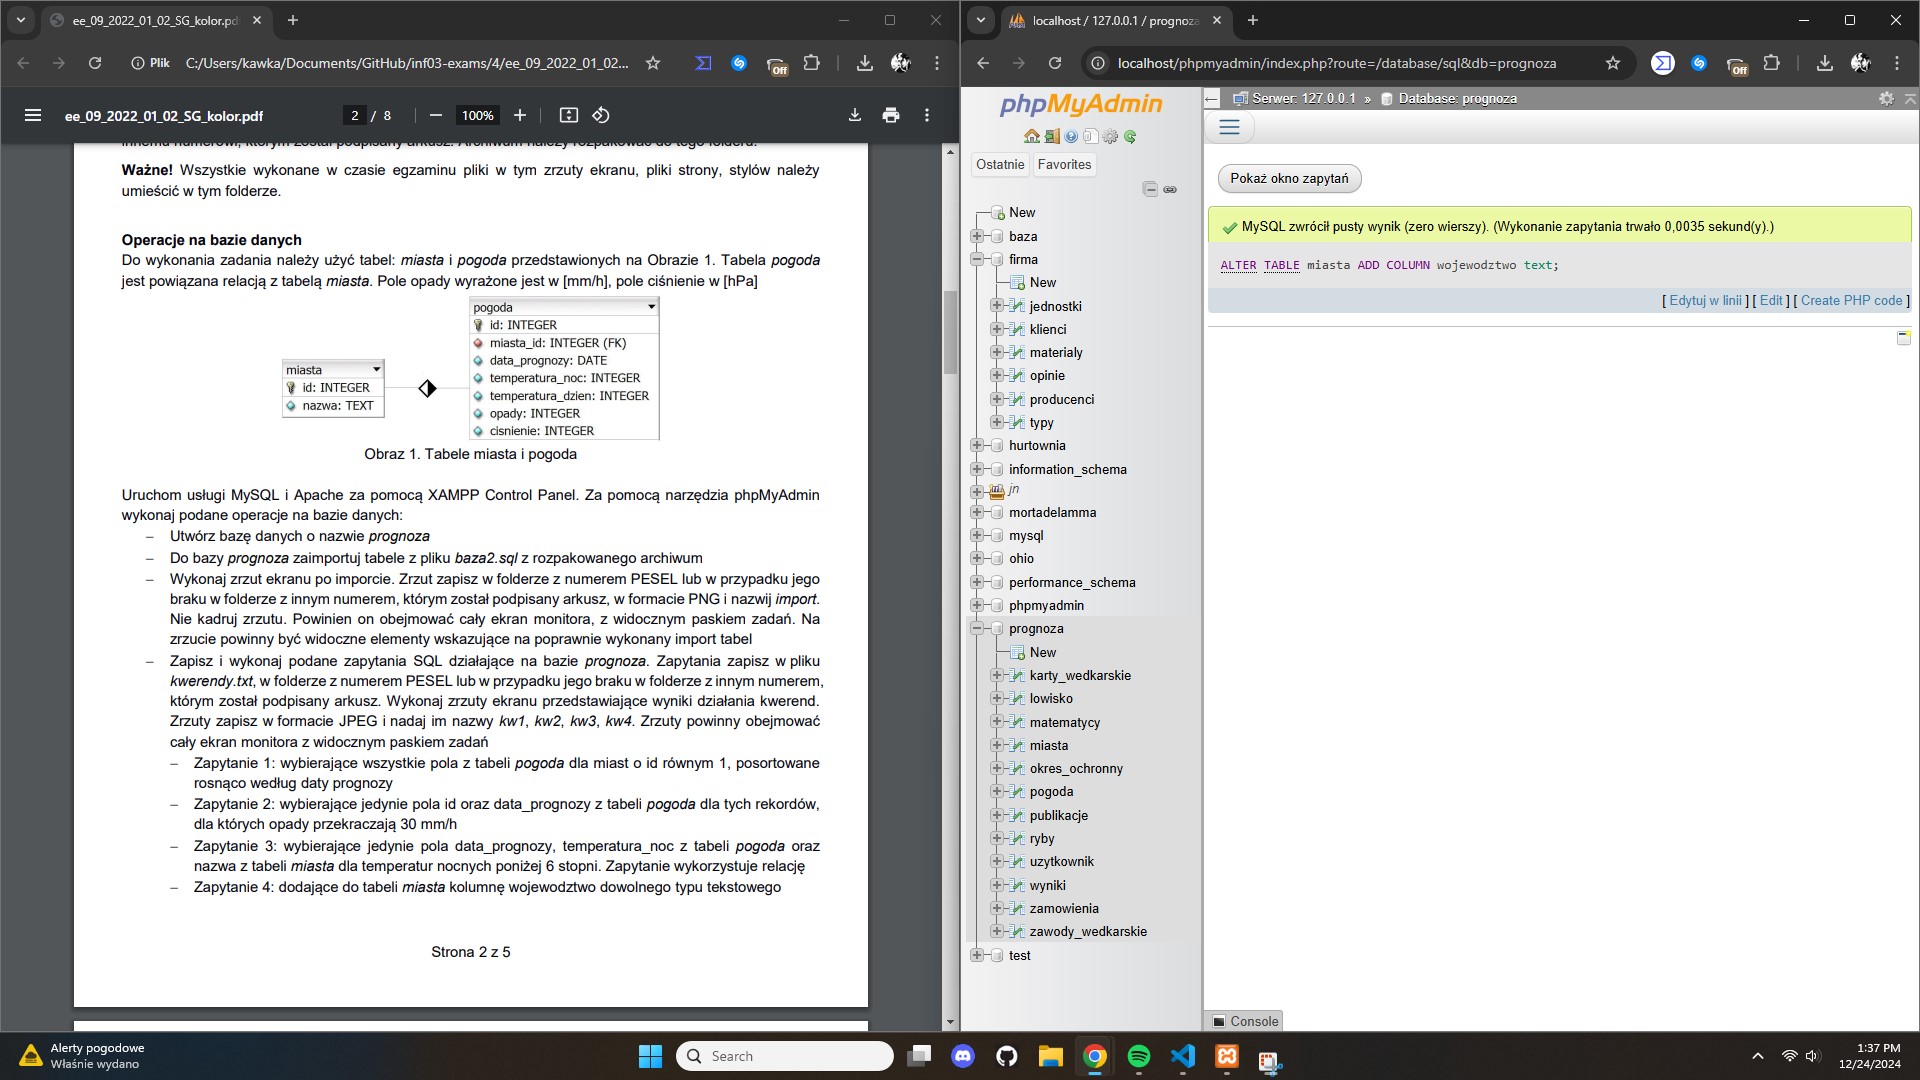 ee_09_2022_01_02_SG_kolor.pd
Plik
C:/Users/kawka/Documents/GitHub/inf03-exams/4/ee_09_2022_01_02...
Off
ee_09_2022_01_02_SG_kolor.pdf
2 / 8
100%
innemu numerowi, którym został podpisany arkusz. Archiwum należy rozpakować do tego folderu.
Ważne! Wszystkie wykonane w czasie egzaminu pliki w tym zrzuty ekranu, pliki strony, stylów należy
umieścić w tym folderze.
Operacje na bazie danych
Do wykonania zadania należy użyć tabel: miasta i pogoda przedstawionych na Obrazie 1. Tabela pogoda
jest powiązana relacją z tabelą miasta. Pole opady wyrażone jest w [mm/h], pole ciśnienie w [hPa]
miasta
id: INTEGER
nazwa: TEXT
pogoda
id: INTEGER
miasta_id: INTEGER (FK)
data_prognozy: DATE
temperatura_noc: INTEGER
temperatura_dzien: INTEGER
opady: INTEGER
cisnienie: INTEGER
Obraz 1. Tabele miasta i pogoda
Uruchom usługi MySQL i Apache za pomocą XAMPP Control Panel. Za pomocą narzędzia phpMyAdmin
wykonaj podane operacje na bazie danych:
– Utwórz bazę danych o nazwie prognoza
– Do bazy prognoza zaimportuj tabele z pliku baza2.sql z rozpakowanego archiwum
– Wykonaj zrzut ekranu po imporcie. Zrzut zapisz w folderze z numerem PESEL lub w przypadku jego
braku w folderze z innym numerem, którym został podpisany arkusz, w formacie PNG i nazwij import.
Nie kadruj zrzutu. Powinien on obejmować cały ekran monitora, z widocznym paskiem zadań. Na
zrzucie powinny być widoczne elementy wskazujące na poprawnie wykonany import tabel
– Zapisz i wykonaj podane zapytania SQL działające na bazie prognoza. Zapytania zapisz w pliku
kwerendy.txt, w folderze z numerem PESEL lub w przypadku jego braku w folderze z innym numerem,
którym został podpisany arkusz. Wykonaj zrzuty ekranu przedstawiające wyniki działania kwerend.
Zrzuty zapisz w formacie JPEG i nadaj im nazwy kw1, kw2, kw3, kw4. Zrzuty powinny obejmować
cały ekran monitora z widocznym paskiem zadań
– Zapytanie 1: wybierające wszystkie pola z tabeli pogoda dla miast o id równym 1, posortowane
rosnąco według daty prognozy
– Zapytanie 2: wybierające jedynie pola id oraz data_prognozy z tabeli pogoda dla tych rekordów,
dla których opady przekraczają 30 mm/h
– Zapytanie 3: wybierające jedynie pola data_prognozy, temperatura_noc z tabeli pogoda oraz
nazwa z tabeli miasta dla temperatur nocnych poniżej 6 stopni. Zapytanie wykorzystuje relację
– Zapytanie 4: dodające do tabeli miasta kolumnę wojewodztwo dowolnego typu tekstowego
Strona 2 z 5
localhost / 127.0.0.1 / prognoza
localhost/phpmyadmin/index.php?route=/database/sql&db=prognoza
Off
phpMyAdmin
Ostatnie
Favorites
New
baza
firma
New
jednostki
klienci
materialy
opinie
producenci
typy
hurtownia
information_schema
jn
mortadelamma
mysql
ohio
performance_schema
phpmyadmin
prognoza
New
karty_wedkarskie
lowisko
matematycy
miasta
okres_ochronny
pogoda
publikacje
ryby
uzytkownik
wyniki
zamowienia
zawody_wedkarskie
test
Serwer: 127.0.0.1 » Database: prognoza
Pokaż okno zapytań
MySQL zwrócił pusty wynik (zero wierszy). (Wykonanie zapytania trwało 0,0035 sekund(y).)
ALTER TABLE miasta ADD COLUMN wojewodztwo text;
[ Edytuj w linii ] [ Edit ] [ Create PHP code ]
Console
Alerty pogodowe
Właśnie wydano
Search
1:37 PM
12/24/2024